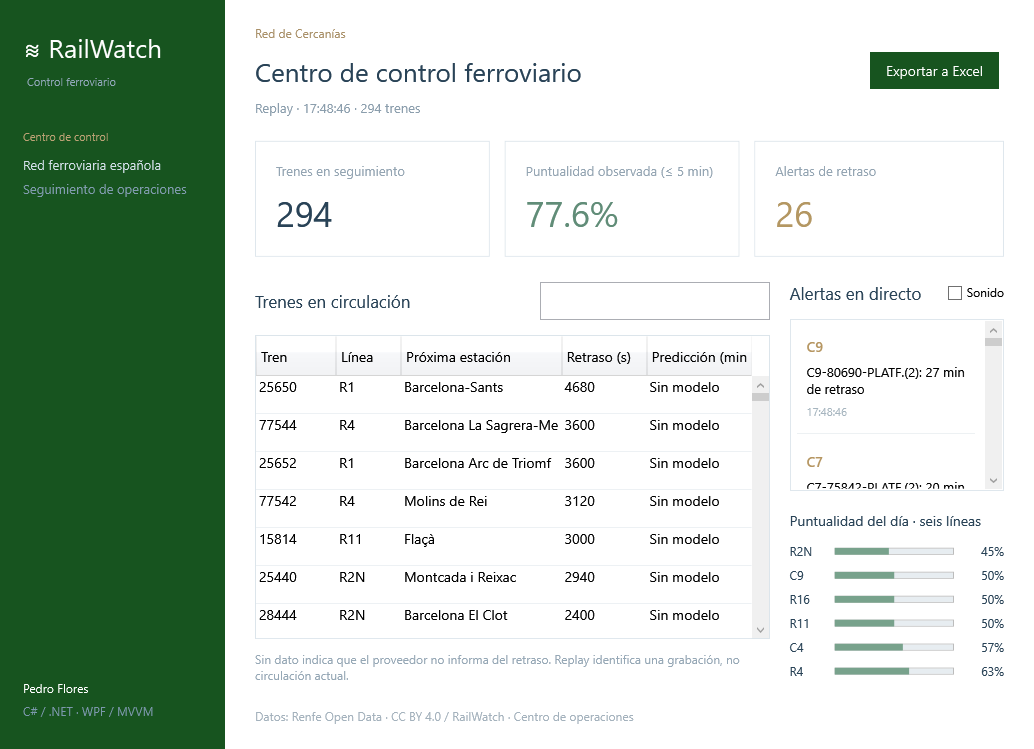 ≋ RailWatch
Control ferroviario
Centro de control
Red ferroviaria española
Seguimiento de operaciones
Pedro Flores
C# / .NET · WPF / MVVM
Red de Cercanías
Centro de control ferroviario
Replay · 17:48:46 · 294 trenes
Exportar a Excel
Trenes en seguimiento
294
Puntualidad observada (≤ 5 min)
77.6%
Alertas de retraso
26
Trenes en circulación
Tren Línea Próxima estación Retraso (s) Predicción (min
25650 R1 Barcelona-Sants 4680 Sin modelo
77544 R4 Barcelona La Sagrera-Me 3600 Sin modelo
25652 R1 Barcelona Arc de Triomf 3600 Sin modelo
77542 R4 Molins de Rei 3120 Sin modelo
15814 R11 Flaçà 3000 Sin modelo
25440 R2N Montcada i Reixac 2940 Sin modelo
28444 R2N Barcelona El Clot 2400 Sin modelo
Sin dato indica que el proveedor no informa del retraso. Replay identifica una grabación, no
circulación actual.
Datos: Renfe Open Data · CC BY 4.0 / RailWatch · Centro de operaciones
Alertas en directo
Sonido
C9
C9-80690-PLATF.(2): 27 min
de retraso
17:48:46
C7
C7-75842-PLATF.(2): 20 min
Puntualidad del día · seis líneas
R2N 45%
C9 50%
R16 50%
R11 50%
C4 57%
R4 63%